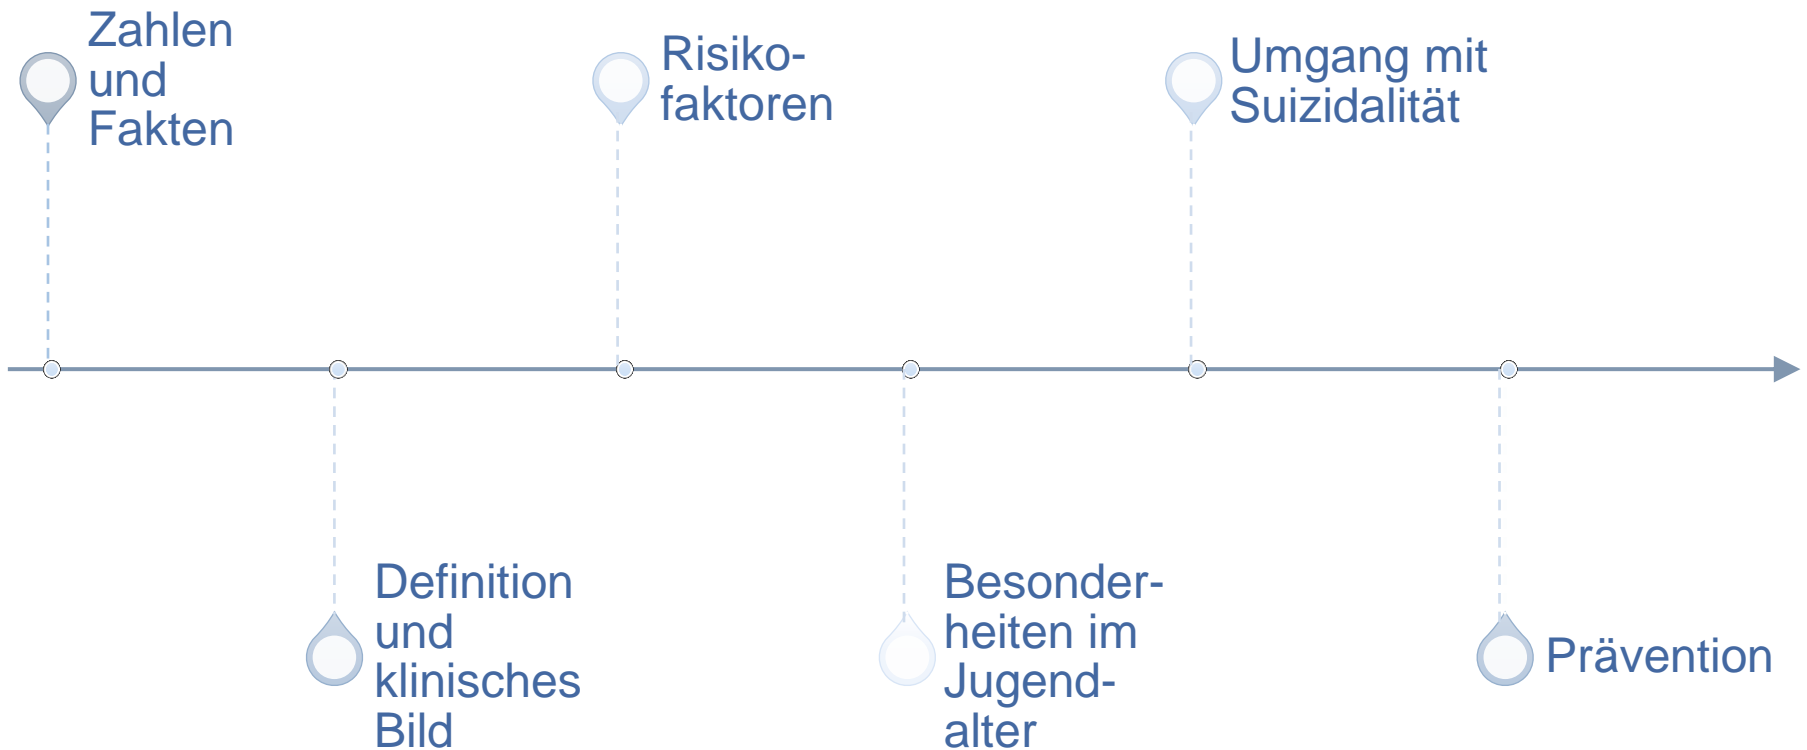 Zahlen
und
Fakten
Definition
und
klinisches
Bild
Risiko-
faktoren
Besonder-
heiten im
Jugend-
alter
Umgang mit
Suizidalität
Prävention